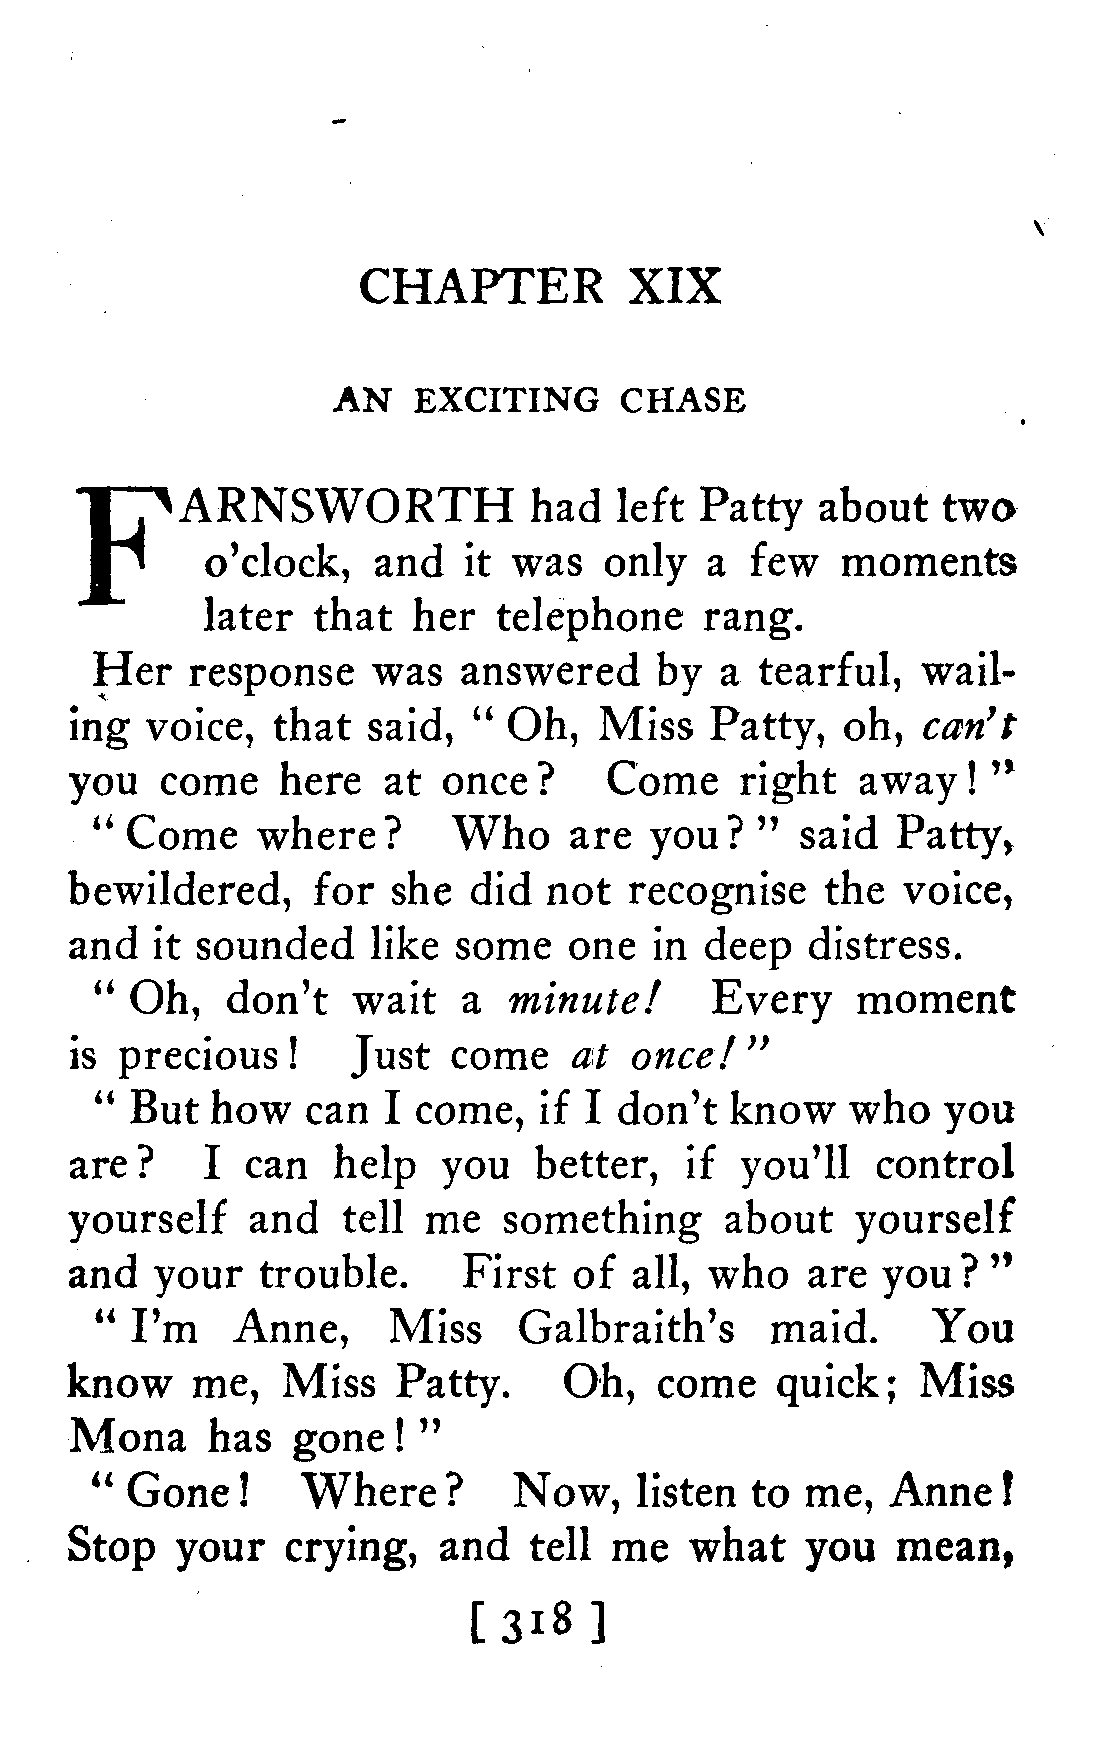 CHAPTER XIX
AN EXCITING CHASE
FARNSWORTH had left Patty about two
o'clock, and it was only a few moments
later that her telephone rang.
Her response was answered by a tearful, wail-
ing voice, that said, " Oh, Miss Patty, oh, can't
you come here at once? Come right away! "
" Come where? Who are you? " said Patty,
bewildered, for she did not recognise the voice,
and it sounded like some one in deep distress.
" Oh, don't wait a minute! Every moment
is precious! Just come at once! "
" But how can I come, if I don't know who you
are? I can help you better, if you'll control
yourself and tell me something about yourself
and your trouble. First of all, who are you? "
" I'm Anne, Miss Galbraith's maid. You
know me, Miss Patty. Oh, come quick; Miss
Mona has gone! "
" Gone! Where? Now, listen to me, Anne!
Stop your crying, and tell me what you mean,
[ 318 ]